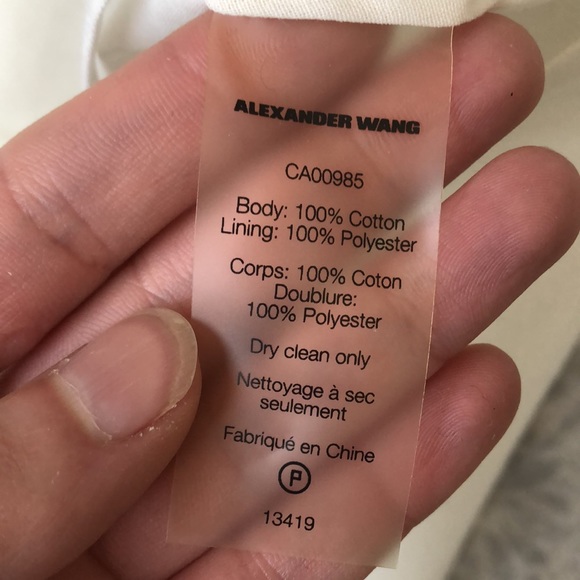 ALEXANDER WANG
CA00985
Body: 100% Cotton
Lining: 100% Polyester
Corps: 100% Coton
Doublure:
100% Polyester
Dry clean only
Nettoyage à sec
seulement
Fabriqué en Chine
P
13419